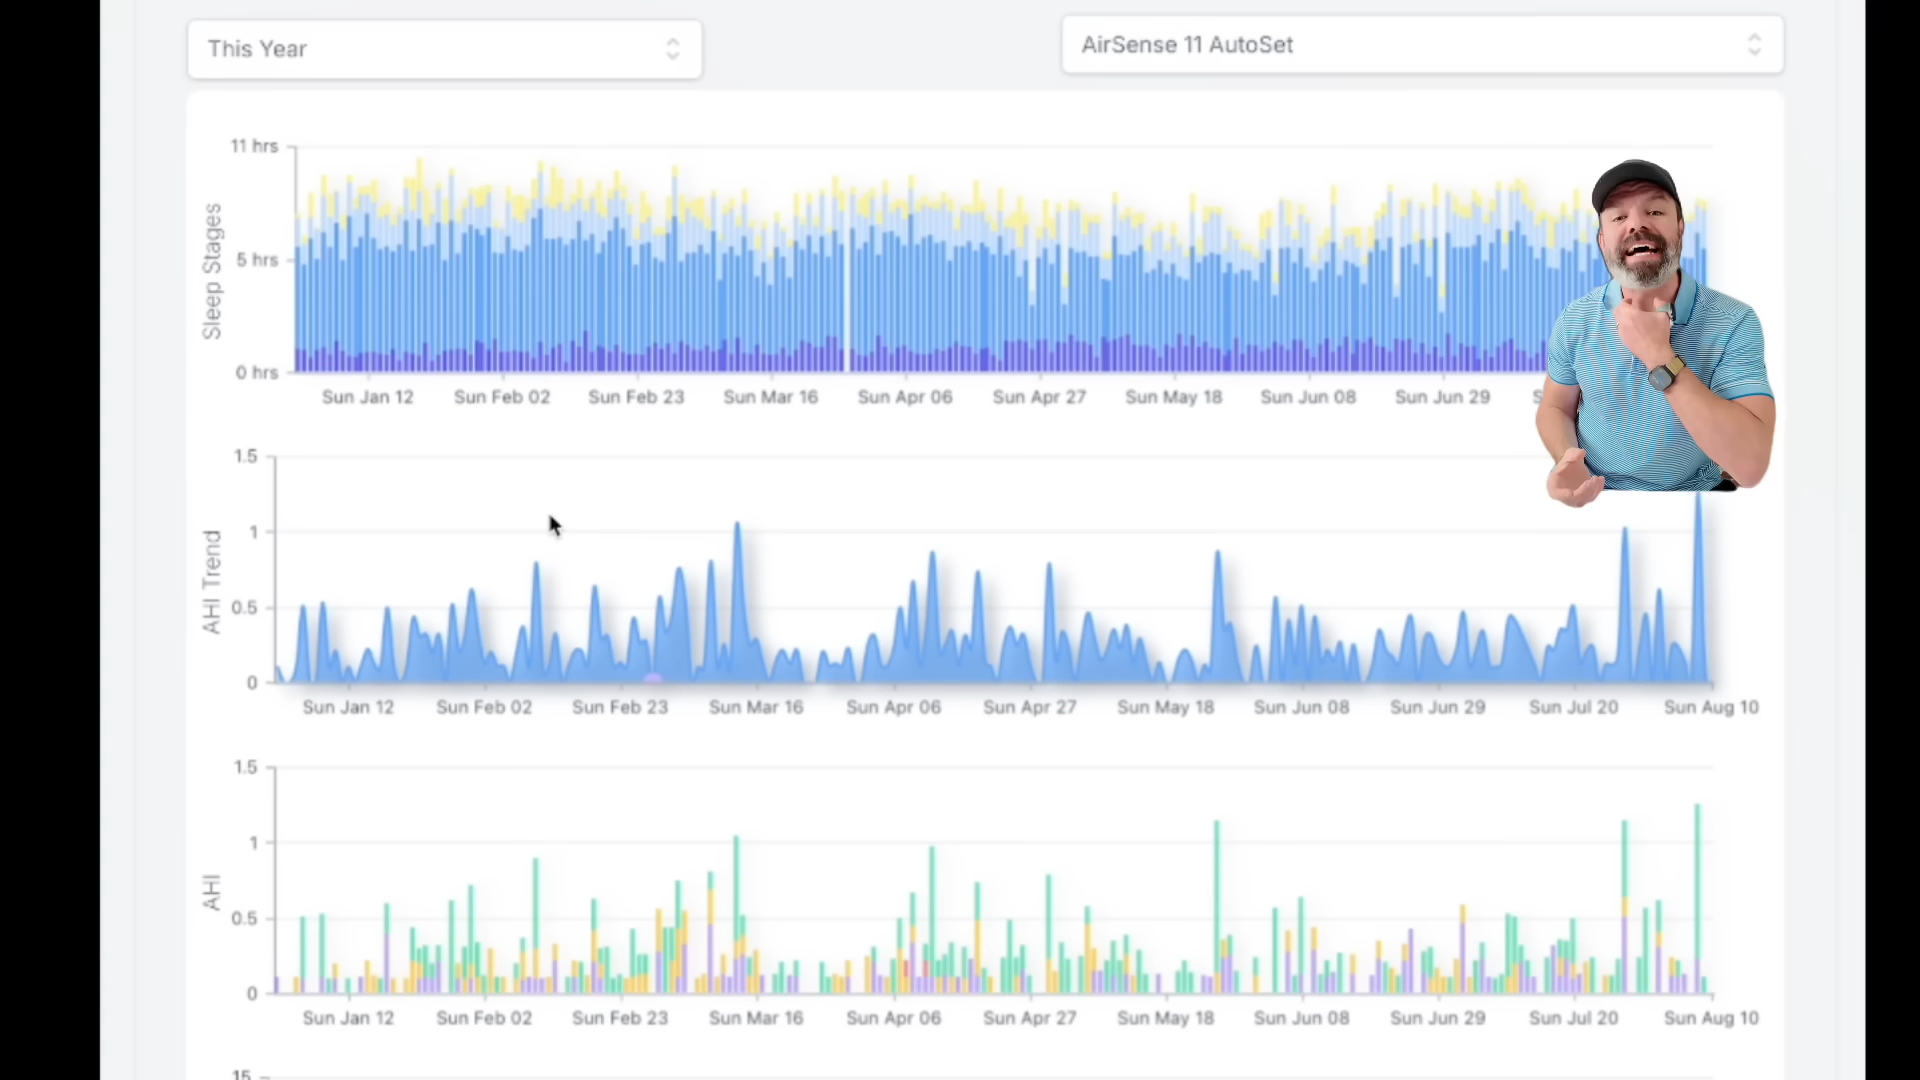 This Year
AirSense 11 AutoSet
11 hrs
5 hrs
0 hrs
Sleep Stages
Sun Jan 12 Sun Feb 02 Sun Feb 23 Sun Mar 16 Sun Apr 06 Sun Apr 27 Sun May 18 Sun Jun 08 Sun Jun 29
1.5
1
0.5
0
AHI Trend
Sun Jan 12 Sun Feb 02 Sun Feb 23 Sun Mar 16 Sun Apr 06 Sun Apr 27 Sun May 18 Sun Jun 08 Sun Jun 29 Sun Jul 20 Sun Aug 10
1.5
1
0.5
0
AHI
Sun Jan 12 Sun Feb 02 Sun Feb 23 Sun Mar 16 Sun Apr 06 Sun Apr 27 Sun May 18 Sun Jun 08 Sun Jun 29 Sun Jul 20 Sun Aug 10
15